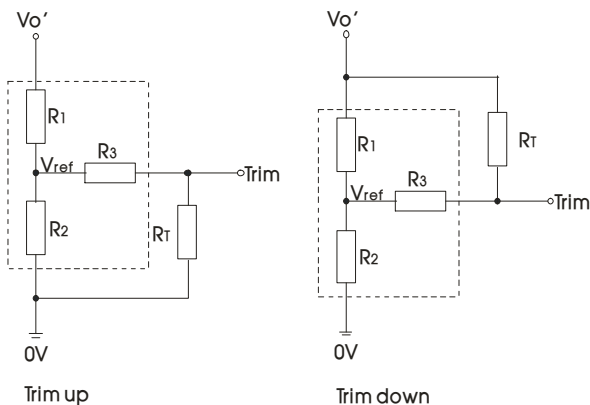 Vo′
R1
Vref
R3
Trim
R2
RT
0V
Trim up
Vo′
R1
RT
Vref
R3
Trim
R2
0V
Trim down